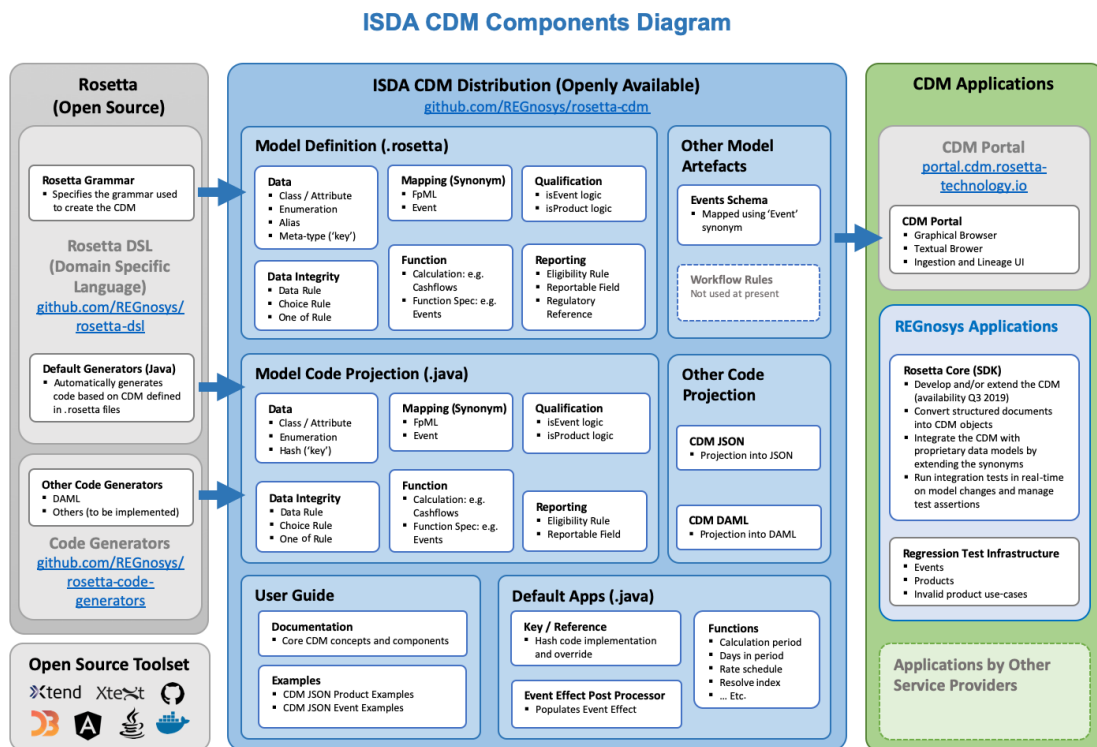 ISDA CDM Components Diagram
Rosetta
(Open Source)
Rosetta Grammar
▪ Specifies the grammar used
to create the CDM
Rosetta DSL
(Domain Specific
Language)
github.com/REGnosys/
rosetta-dsl
Default Generators (Java)
▪ Automatically generates
code based on CDM defined
in .rosetta files
Other Code Generators
▪ DAML
▪ Others (to be implemented)
Code Generators
github.com/REGnosys/
rosetta-code-
generators
Open Source Toolset
Xtend
Xtext
ISDA CDM Distribution (Openly Available)
github.com/REGnosys/rosetta-cdm
Model Definition (.rosetta)
Data
▪ Class / Attribute
▪ Enumeration
▪ Alias
▪ Meta-type (‘key’)
Mapping (Synonym)
▪ FpML
▪ Event
Qualification
▪ isEvent logic
▪ isProduct logic
Data Integrity
▪ Data Rule
▪ Choice Rule
▪ One of Rule
Function
▪ Calculation: e.g.
Cashflows
▪ Function Spec: e.g.
Events
Reporting
▪ Eligibility Rule
▪ Reportable Field
▪ Regulatory
Reference
Other Model
Artefacts
Events Schema
▪ Mapped using ‘Event’
synonym
Workflow Rules
Not used at present
Model Code Projection (.java)
Data
▪ Class / Attribute
▪ Enumeration
▪ Hash (‘key’)
Mapping (Synonym)
▪ FpML
▪ Event
Qualification
▪ isEvent logic
▪ isProduct logic
Data Integrity
▪ Data Rule
▪ Choice Rule
▪ One of Rule
Function
▪ Calculation: e.g.
Cashflows
▪ Function Spec: e.g.
Events
Reporting
▪ Eligibility Rule
▪ Reportable Field
Other Code
Projection
CDM JSON
▪ Projection into JSON
CDM DAML
▪ Projection into DAML
User Guide
Documentation
▪ Core CDM concepts and components
Examples
▪ CDM JSON Product Examples
▪ CDM JSON Event Examples
Default Apps (.java)
Key / Reference
▪ Hash code implementation
and override
Event Effect Post Processor
▪ Populates Event Effect
Functions
▪ Calculation period
▪ Days in period
▪ Rate schedule
▪ Resolve index
▪ ... Etc.
CDM Applications
CDM Portal
portal.cdm.rosetta-
technology.io
CDM Portal
▪ Graphical Browser
▪ Textual Brower
▪ Ingestion and Lineage UI
REGnosys Applications
Rosetta Core (SDK)
▪ Develop and/or extend the CDM
(availability Q3 2019)
▪ Convert structured documents
into CDM objects
▪ Integrate the CDM with
proprietary data models by
extending the synonyms
▪ Run integration tests in real-time
on model changes and manage
test assertions
Regression Test Infrastructure
▪ Events
▪ Products
▪ Invalid product use-cases
Applications by Other
Service Providers